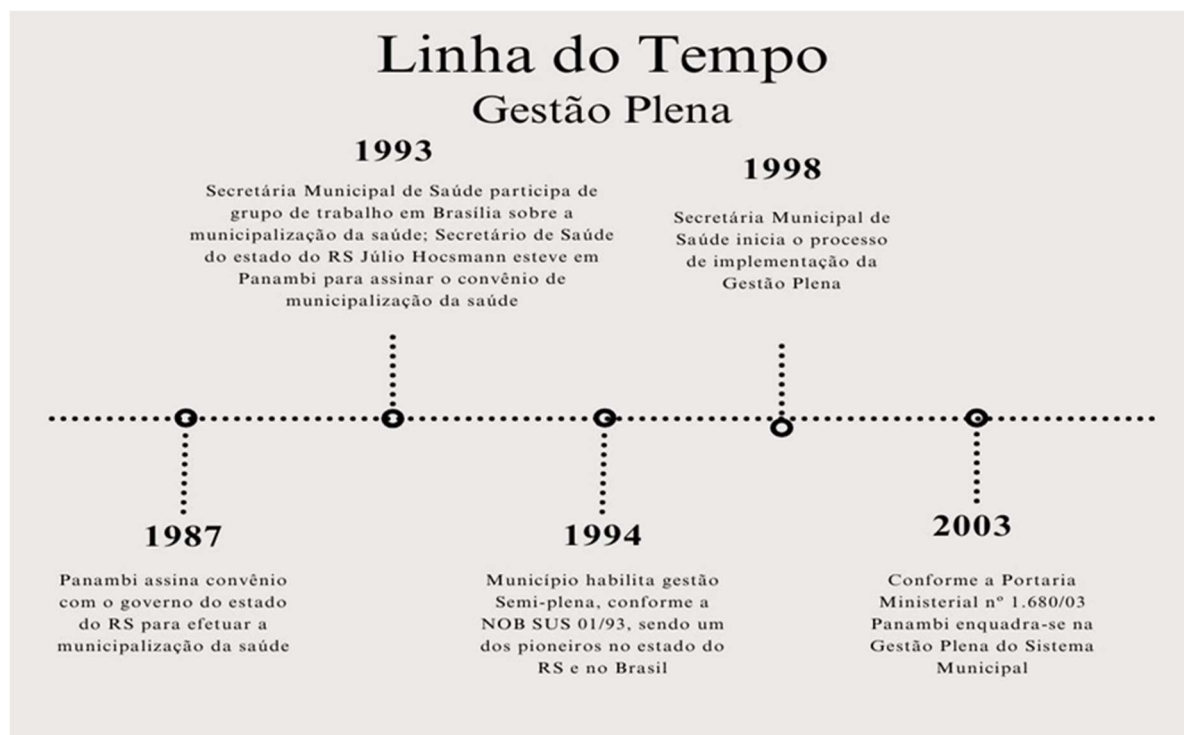 Linha do Tempo
Gestão Plena
1993
Secretária Municipal de Saúde participa de
grupo de trabalho em Brasília sobre a
municipalização da saúde; Secretário de Saúde
do estado do RS Júlio Hocsmann esteve em
Panambi para assinar o convênio de
municipalização da saúde
1998
Secretária Municipal de
Saúde inicia o processo
de implementação da
Gestão Plena
1987
Panambi assina convênio
com o governo do estado
do RS para efetuar a
municipalização da saúde
1994
Município habilita gestão
Semi-plena, conforme a
NOB SUS 01/93, sendo um
dos pioneiros no estado do
RS e no Brasil
2003
Conforme a Portaria
Ministerial nº 1.680/03
Panambi enquadra-se na
Gestão Plena do Sistema
Municipal